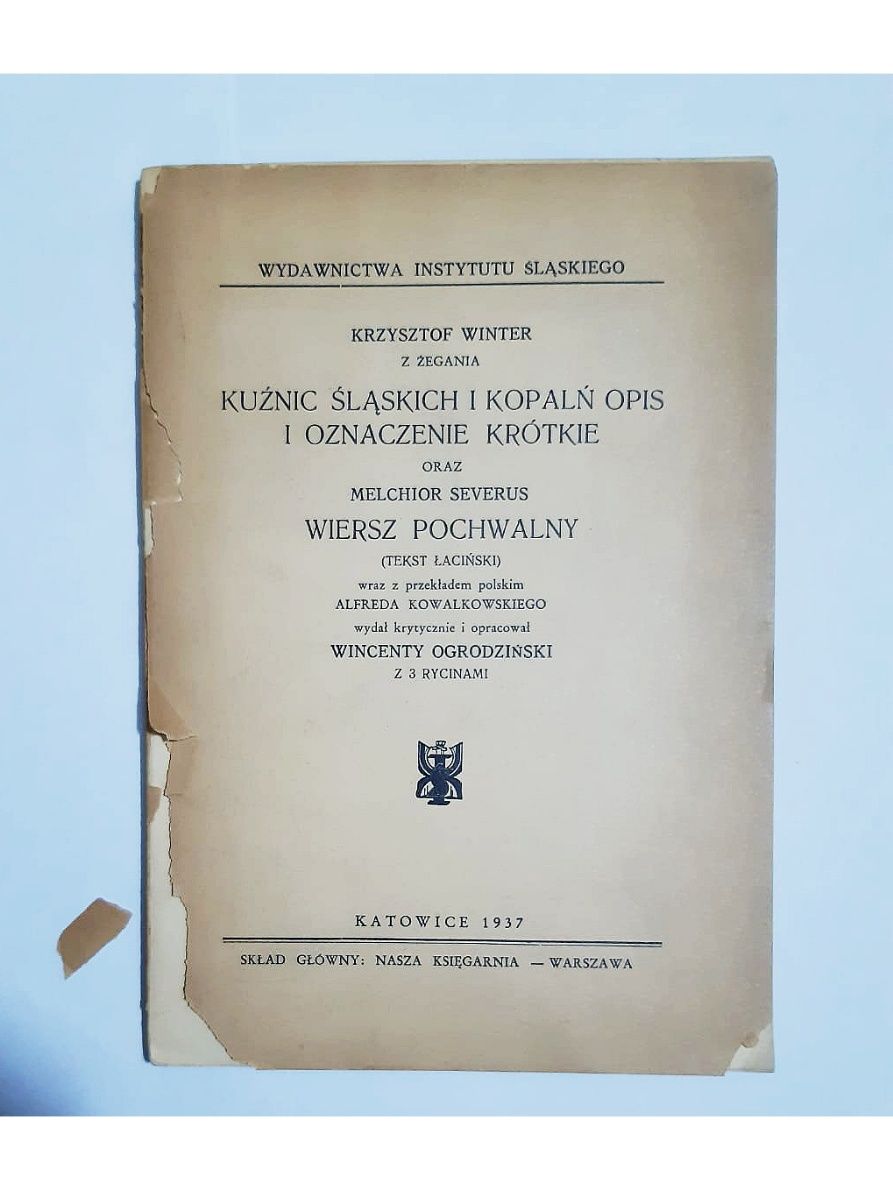 WYDAWNICTWA INSTYTUTU ŚLĄSKIEGO
KRZYSZTOF WINTER
Z ŻEGANIA
KUŹNIC ŚLĄSKICH I KOPALŃ OPIS
I OZNACZENIE KRÓTKIE
ORAZ
MELCHIOR SEVERUS
WIERSZ POCHWALNY
(TEKST ŁACIŃSKI)
wraz z przekładem polskim
ALFREDA KOWALKOWSKIEGO
wydał krytycznie i opracował
WINCENTY OGRODZIŃSKI
Z 3 RYCINAMI
KATOWICE 1937
SKŁAD GŁÓWNY: NASZA KSIĘGARNIA — WARSZAWA